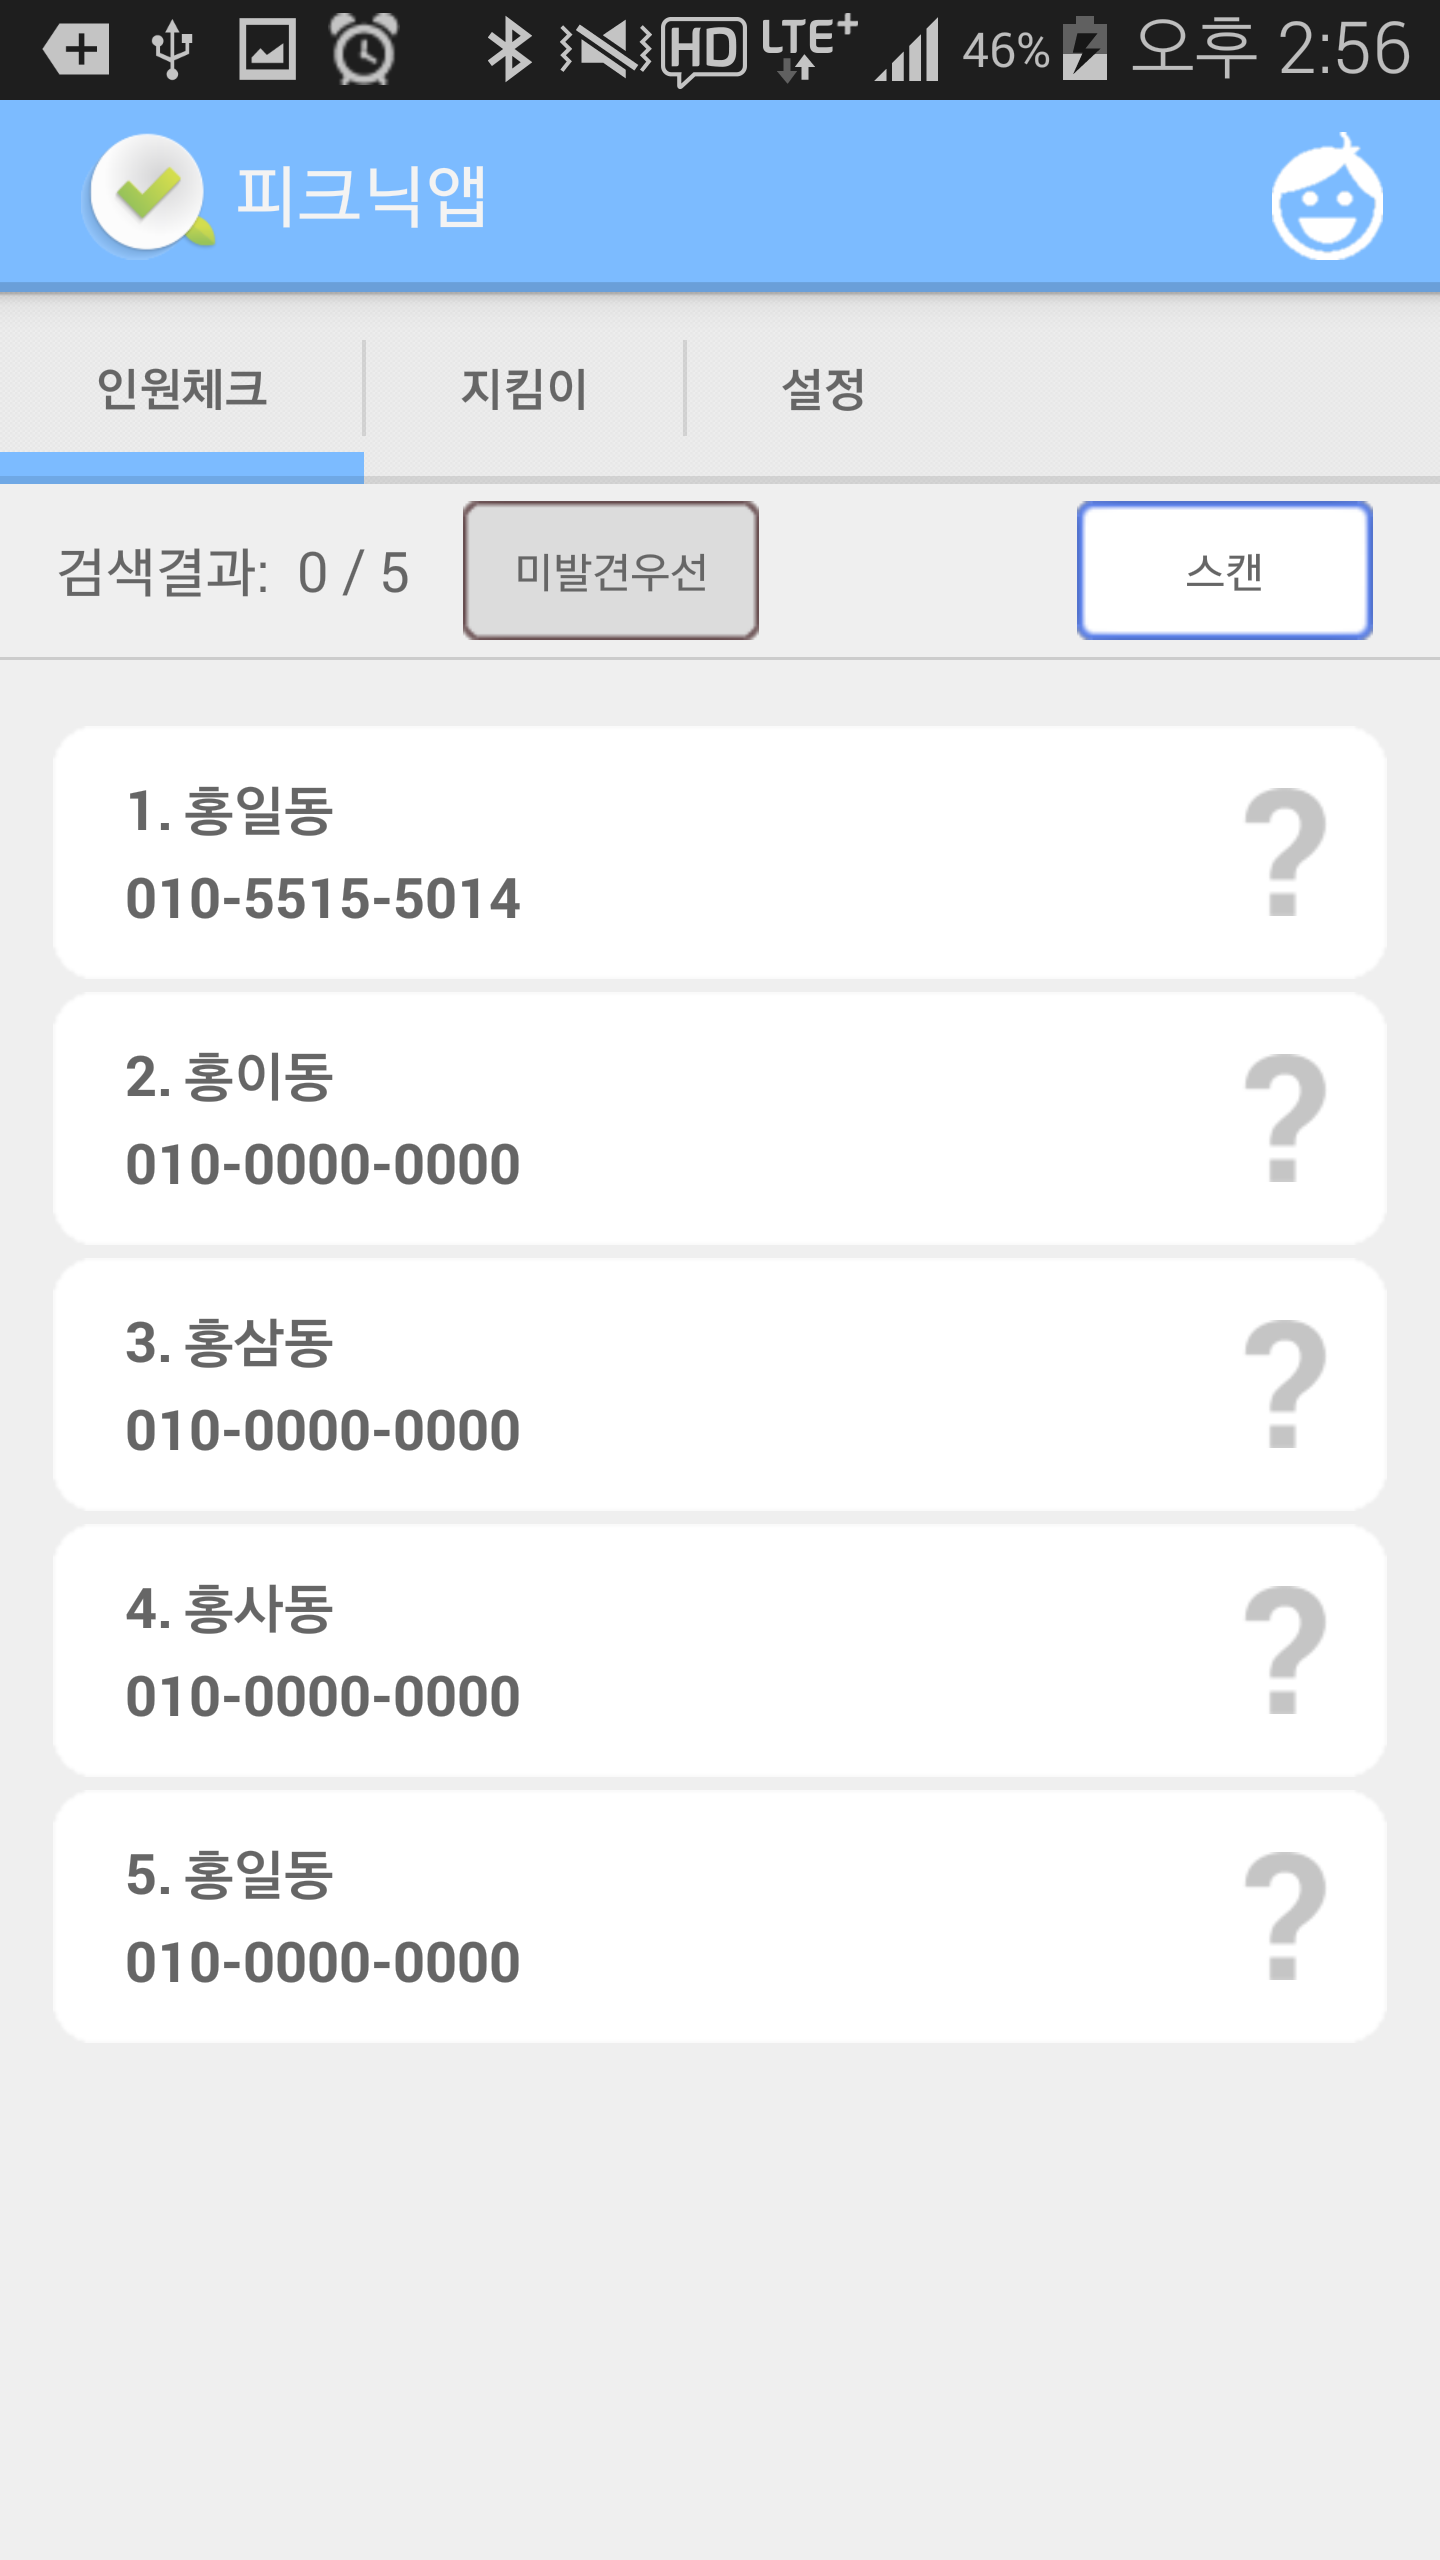 HD LTE+ 46% 오후 2:56
피크닉앱
인원체크 지킴이 설정
검색결과: 0 / 5 미발견우선 스캔
1. 홍일동
010-5515-5014
?
2. 홍이동
010-0000-0000
?
3. 홍삼동
010-0000-0000
?
4. 홍사동
010-0000-0000
?
5. 홍일동
010-0000-0000
?